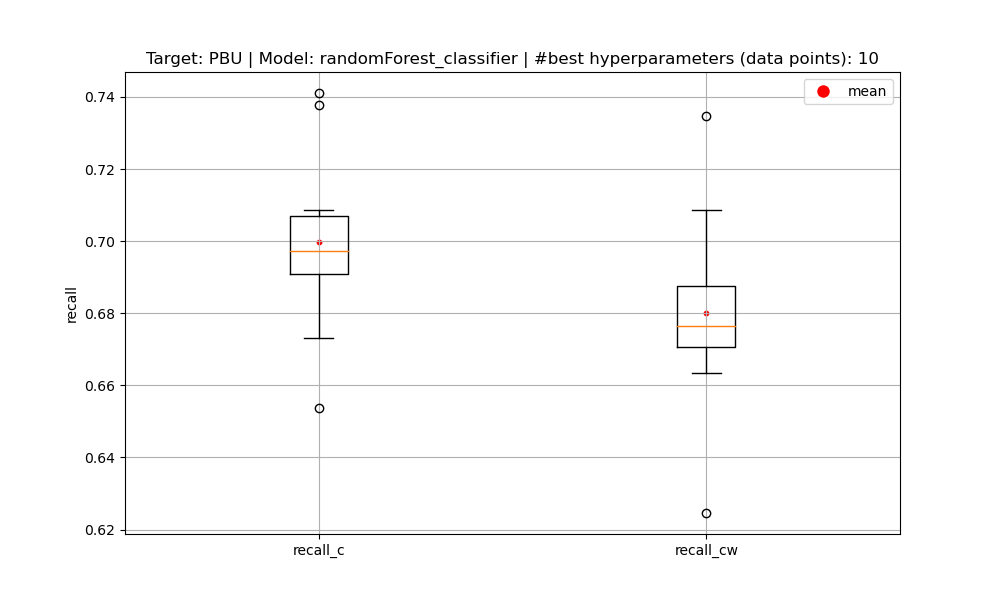 Target: PBU | Model: randomForest_classifier | #best hyperparameters (data points): 10
mean
0.74
0.72
0.70
0.68
0.66
0.64
0.62
recall
recall_c
recall_cw